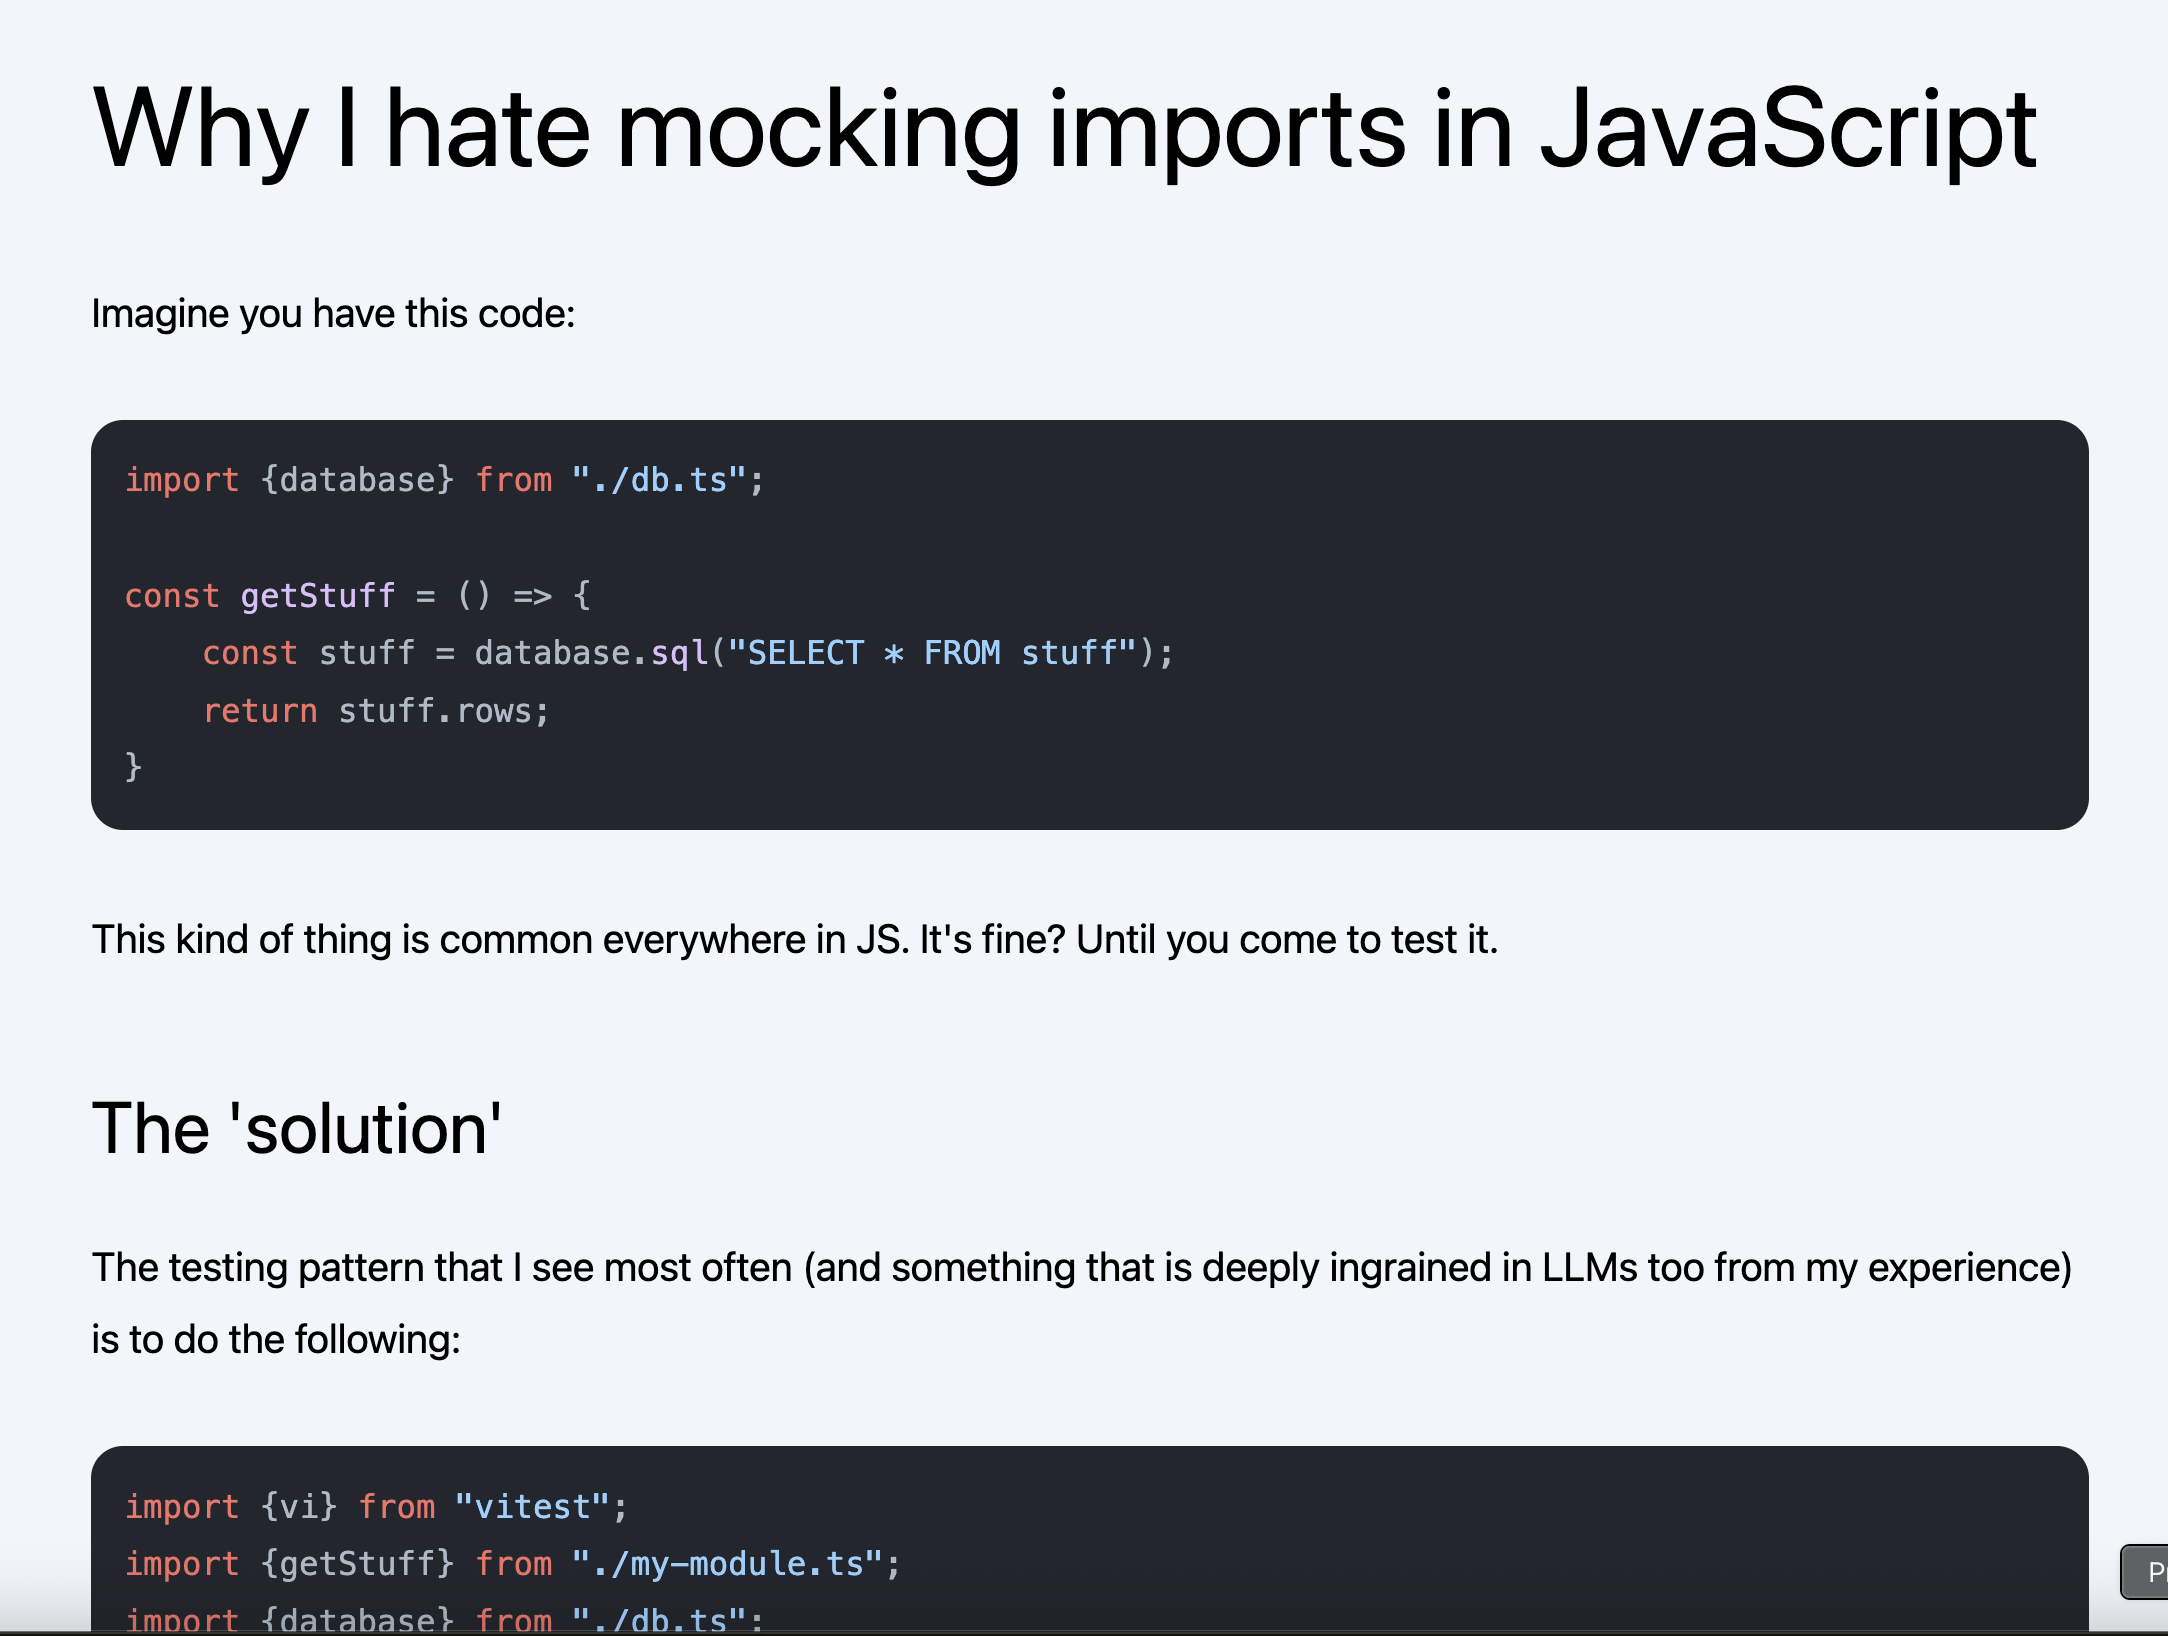 Why I hate mocking imports in JavaScript
Imagine you have this code:
import {database} from "./db.ts";
const getStuff = () => {
    const stuff = database.sql("SELECT * FROM stuff");
    return stuff.rows;
}
This kind of thing is common everywhere in JS. It's fine? Until you come to test it.
The 'solution'
The testing pattern that I see most often (and something that is deeply ingrained in LLMs too from my experience)
is to do the following:
import {vi} from "vitest";
import {getStuff} from "./my-module.ts";
import {database} from "./db.ts";